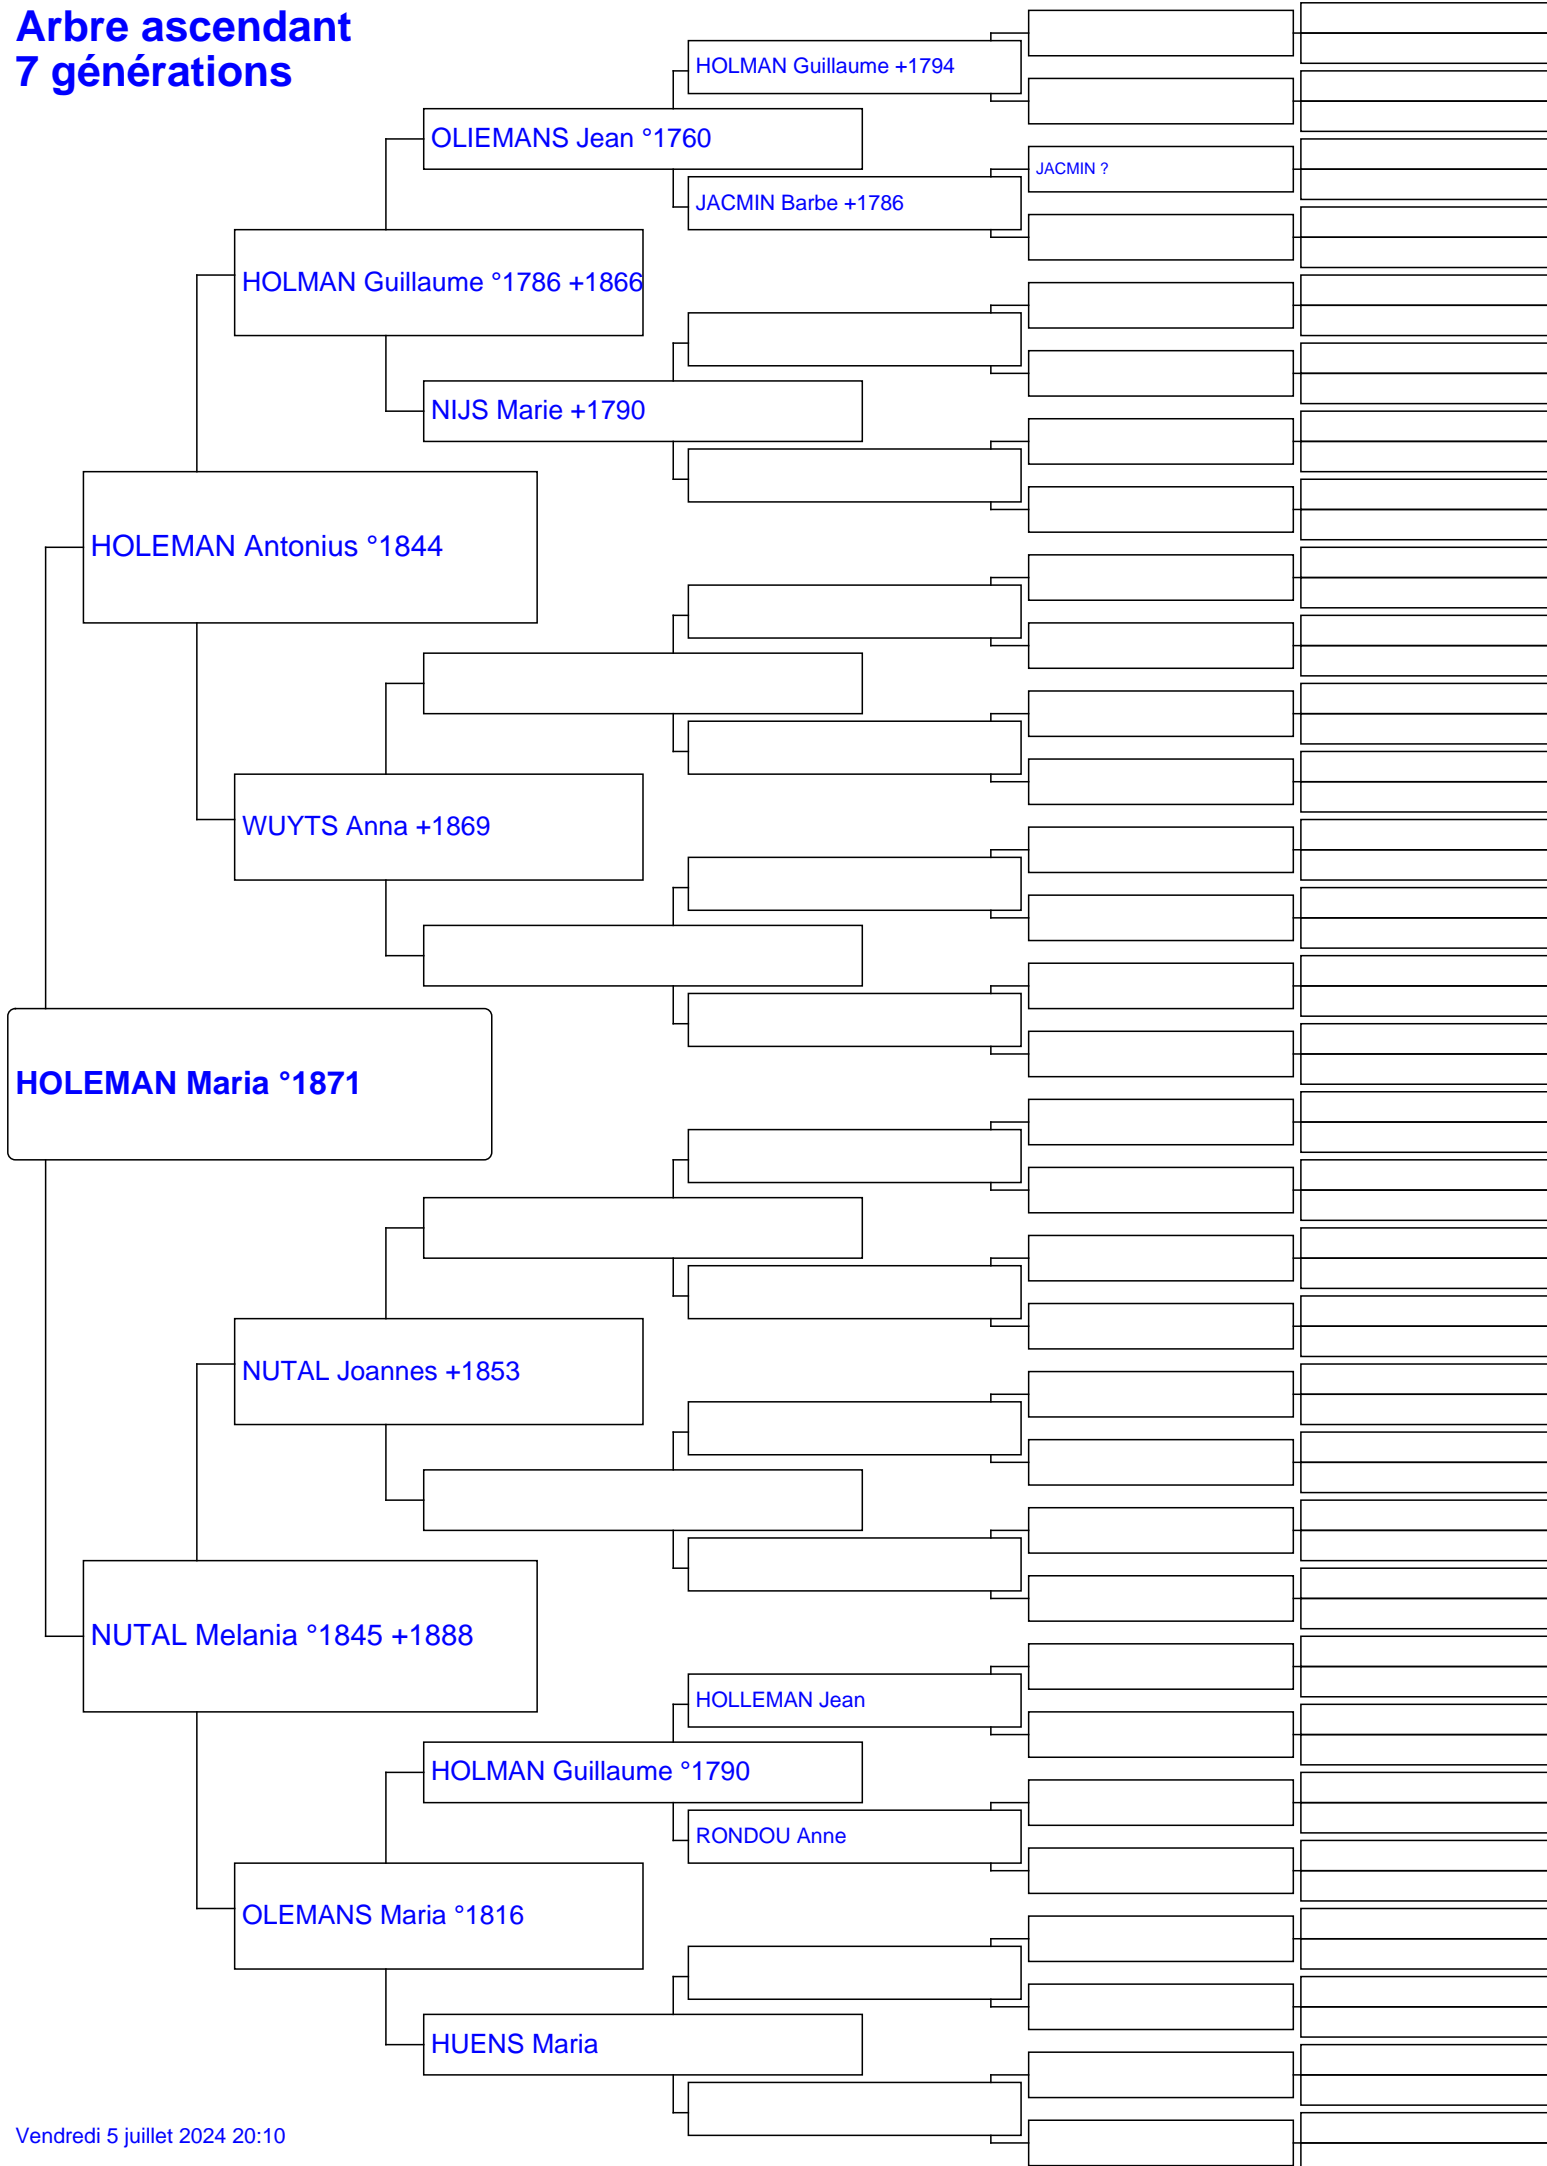 Arbre ascendant
7 générations
HOLMAN Guillaume +1794
OLIEMANS Jean °1760
JACMIN ?
JACMIN Barbe +1786
HOLMAN Guillaume °1786 +1866
NIJS Marie +1790
HOLEMAN Antonius °1844
WUYTS Anna +1869
HOLEMAN Maria °1871
NUTAL Joannes +1853
NUTAL Melania °1845 +1888
HOLLEMAN Jean
HOLMAN Guillaume °1790
RONDOU Anne
OLEMANS Maria °1816
HUENS Maria
Vendredi 5 juillet 2024 20:10